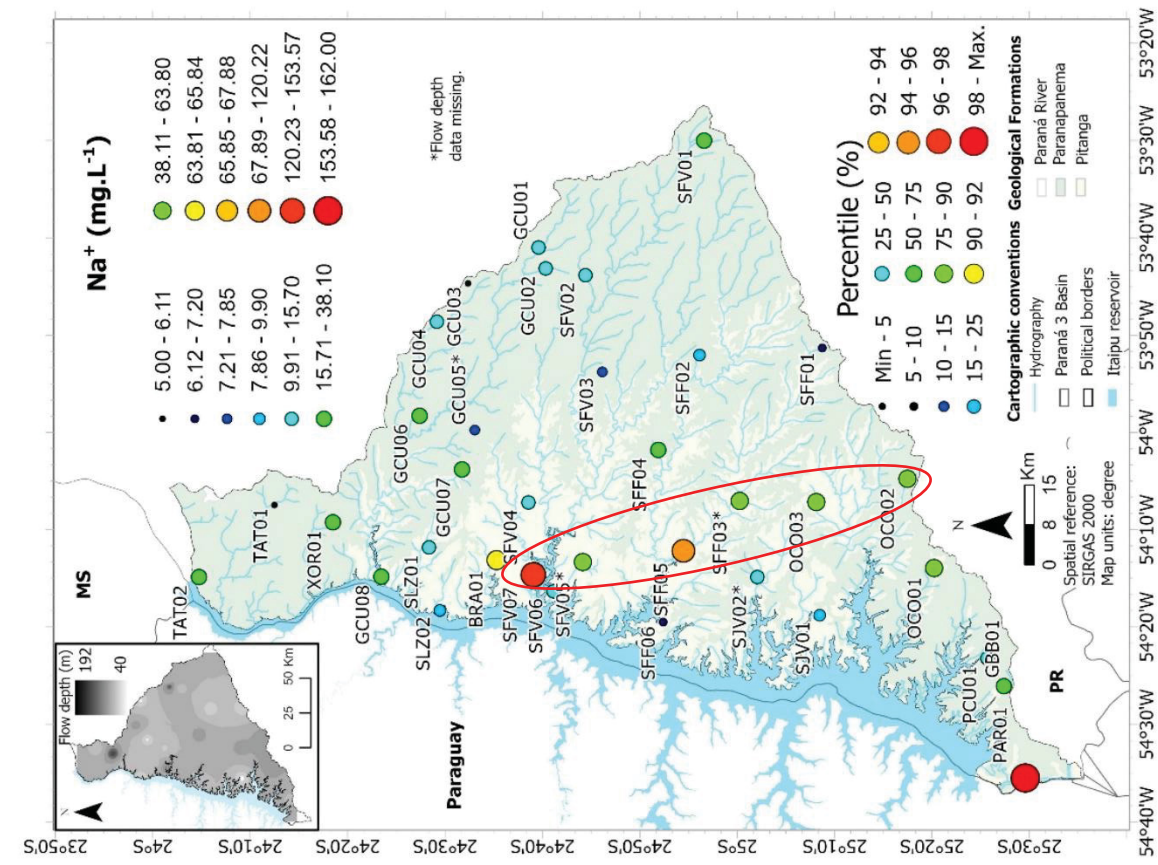 Na⁺ (mg.L⁻¹)
5.00 - 6.11
6.12 - 7.20
7.21 - 7.85
7.86 - 9.90
9.91 - 15.70
15.71 - 38.10
38.11 - 63.80
63.81 - 65.84
65.85 - 67.88
67.89 - 120.22
120.23 - 153.57
153.58 - 162.00
*Flow depth
data missing.
N
Flow depth (m)
192
40
0 25 50 Km
MS
Paraguay
PR
TAT02
TAT01
XOR01
GCU08
GCU06
GCU04
GCU05*
GCU03
GCU07
SLZ01
SLZ02
BRA01
GCU01
GCU02
SFV02
SFV04
SFV07
SFV06
SFV05*
SFV03
SFV01
SFF04
SFF02
SFF05
SFF06
SFF03*
SJV02*
SFF01
SJV01
OCO03
OCO02
OCO01
GBB01
PCU01
PAR01
Percentile (%)
Min - 5
5 - 10
10 - 15
15 - 25
25 - 50
50 - 75
75 - 90
90 - 92
92 - 94
94 - 96
96 - 98
98 - Max.
Cartographic conventions
Hydrography
Paraná 3 Basin
Political borders
Itaipu reservoir
Geological Formations
Paraná River
Paranapanema
Pitanga
N
0 8 15 Km
Spatial reference:
SIRGAS 2000
Map units: degree
23°50'S
24°S
24°10'S
24°20'S
24°30'S
24°40'S
24°50'S
25°S
25°10'S
25°20'S
25°30'S
54°40'W
54°30'W
54°20'W
54°10'W
54°W
53°50'W
53°40'W
53°30'W
53°20'W